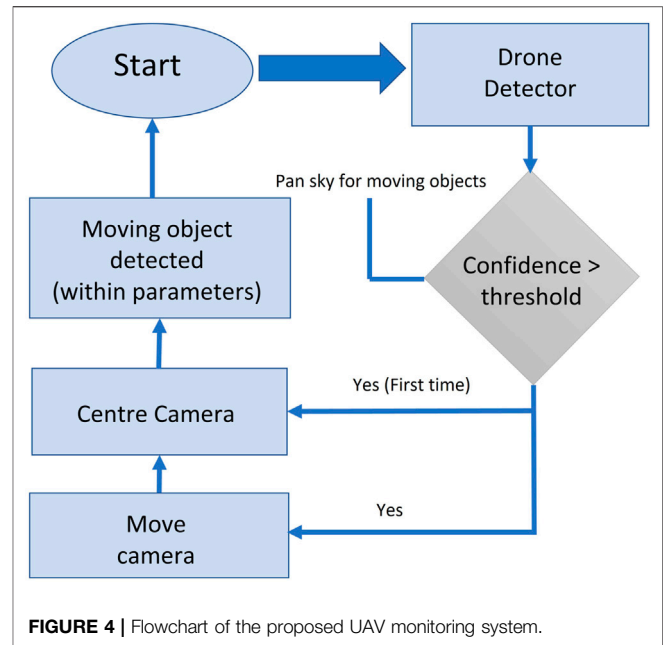 Start
Drone
Detector
Pan sky for moving objects
Moving object
detected
(within parameters)
Confidence >
threshold
Yes (First time)
Centre Camera
Yes
Move
camera
FIGURE 4 | Flowchart of the proposed UAV monitoring system.